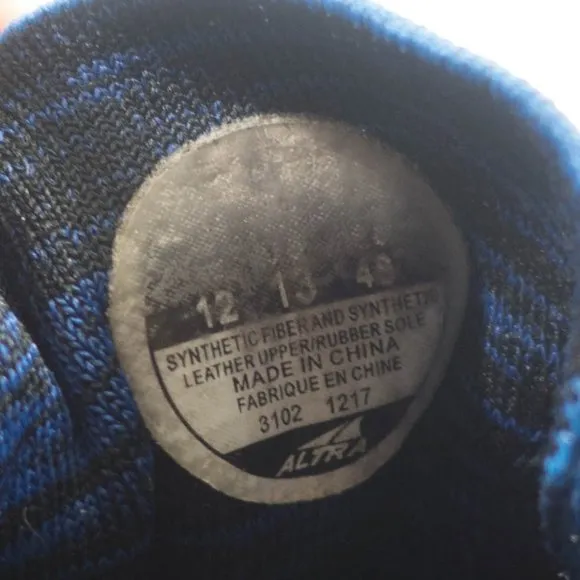 12 13 48
SYNTHETIC FIBER AND SYNTHETIC
LEATHER UPPER/RUBBER SOLE
MADE IN CHINA
FABRIQUE EN CHINE
3102 1217
ALTRA